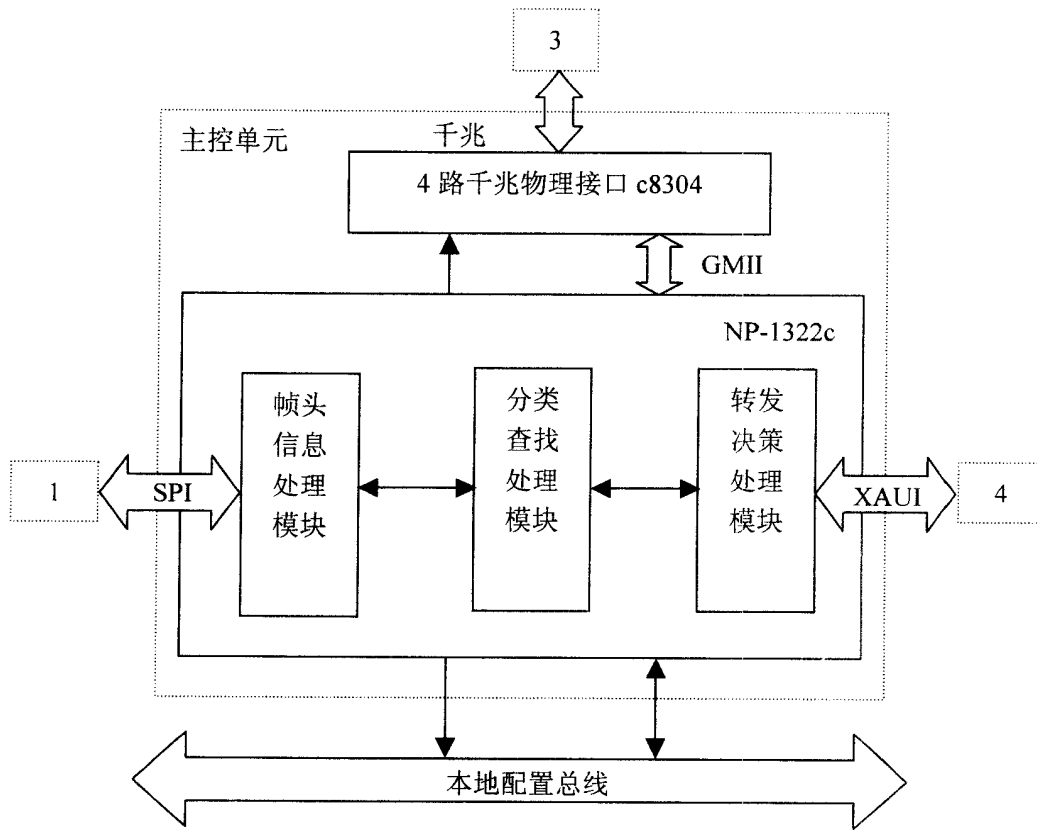 3
主控单元
千兆
4 路千兆物理接口 c8304
GMII
NP-1322c
帧头
信息
处理
模块
分类
查找
处理
模块
转发
决策
处理
模块
1
SPI
XAUI
4
本地配置总线